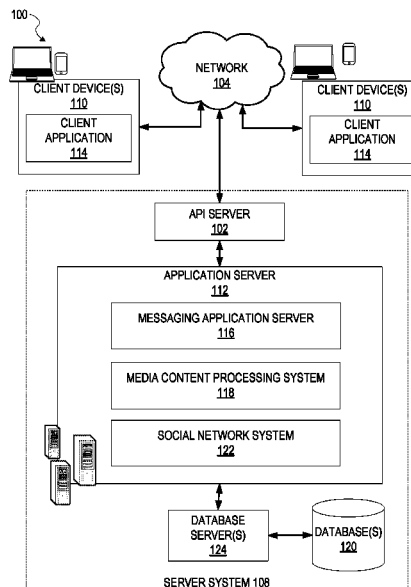 100
NETWORK
104
CLIENT DEVICE(S)
110
CLIENT
APPLICATION
114
CLIENT DEVICE(S)
110
CLIENT
APPLICATION
114
API SERVER
102
APPLICATION SERVER
112
MESSAGING APPLICATION SERVER
116
MEDIA CONTENT PROCESSING SYSTEM
118
SOCIAL NETWORK SYSTEM
122
DATABASE
SERVER(S)
124
DATABASE(S)
120
SERVER SYSTEM 108